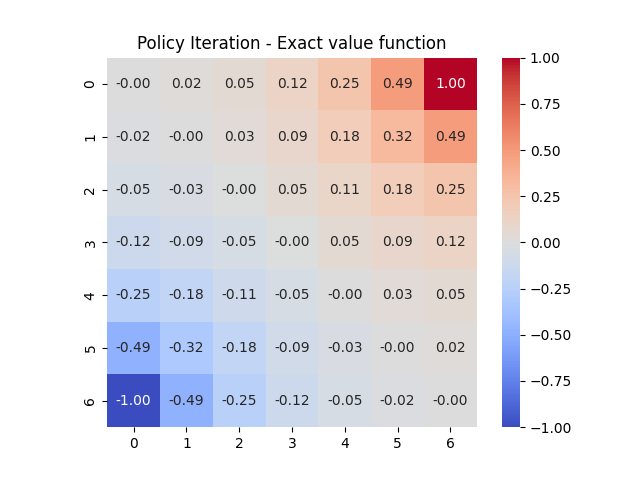 Policy Iteration - Exact value function
0 -0.00 0.02 0.05 0.12 0.25 0.49 1.00
1 -0.02 -0.00 0.03 0.09 0.18 0.32 0.49
2 -0.05 -0.03 -0.00 0.05 0.11 0.18 0.25
3 -0.12 -0.09 -0.05 -0.00 0.05 0.09 0.12
4 -0.25 -0.18 -0.11 -0.05 -0.00 0.03 0.05
5 -0.49 -0.32 -0.18 -0.09 -0.03 -0.00 0.02
6 -1.00 -0.49 -0.25 -0.12 -0.05 -0.02 -0.00
0 1 2 3 4 5 6
1.00
0.75
0.50
0.25
0.00
−0.25
−0.50
−0.75
−1.00